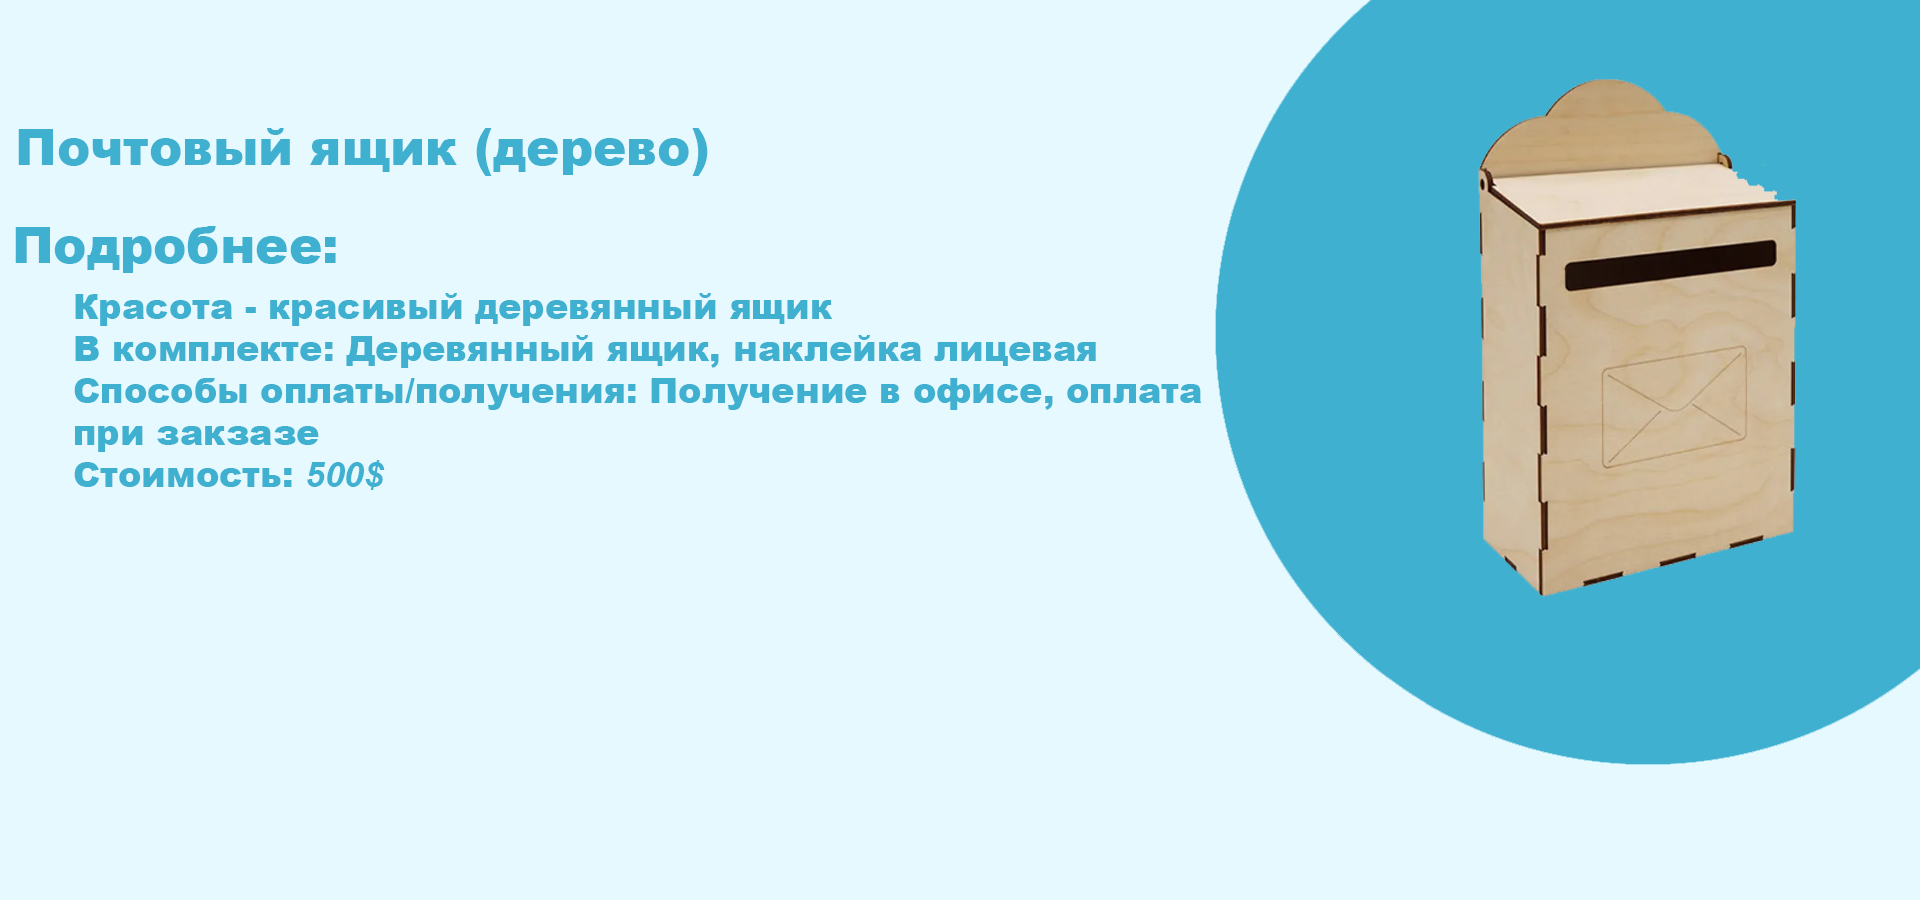 Почтовый ящик (дерево)
Подробнее:
Красота - красивый деревянный ящик
В комплекте: Деревянный ящик, наклейка лицевая
Способы оплаты/получения: Получение в офисе, оплата
при закзазе
Стоимость: 500$